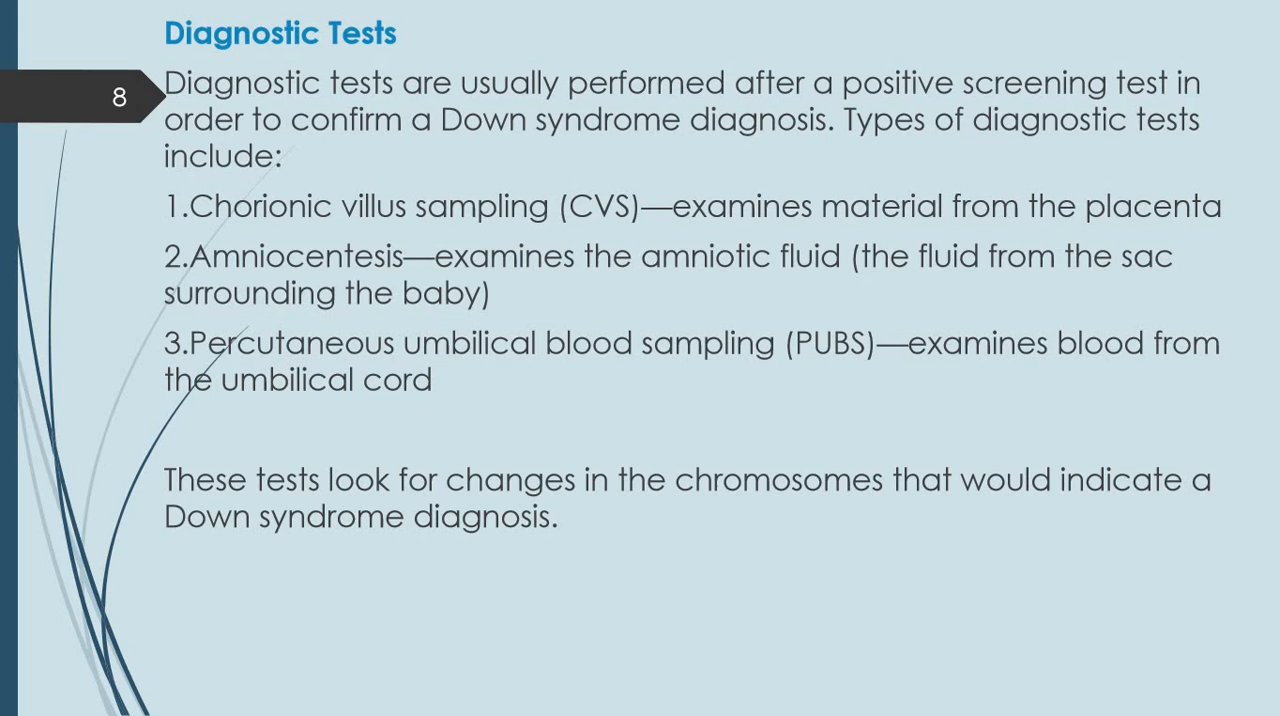 Diagnostic Tests
8
Diagnostic tests are usually performed after a positive screening test in
order to confirm a Down syndrome diagnosis. Types of diagnostic tests
include:
1.Chorionic villus sampling (CVS)—examines material from the placenta
2.Amniocentesis—examines the amniotic fluid (the fluid from the sac
surrounding the baby)
3.Percutaneous umbilical blood sampling (PUBS)—examines blood from
the umbilical cord
These tests look for changes in the chromosomes that would indicate a
Down syndrome diagnosis.